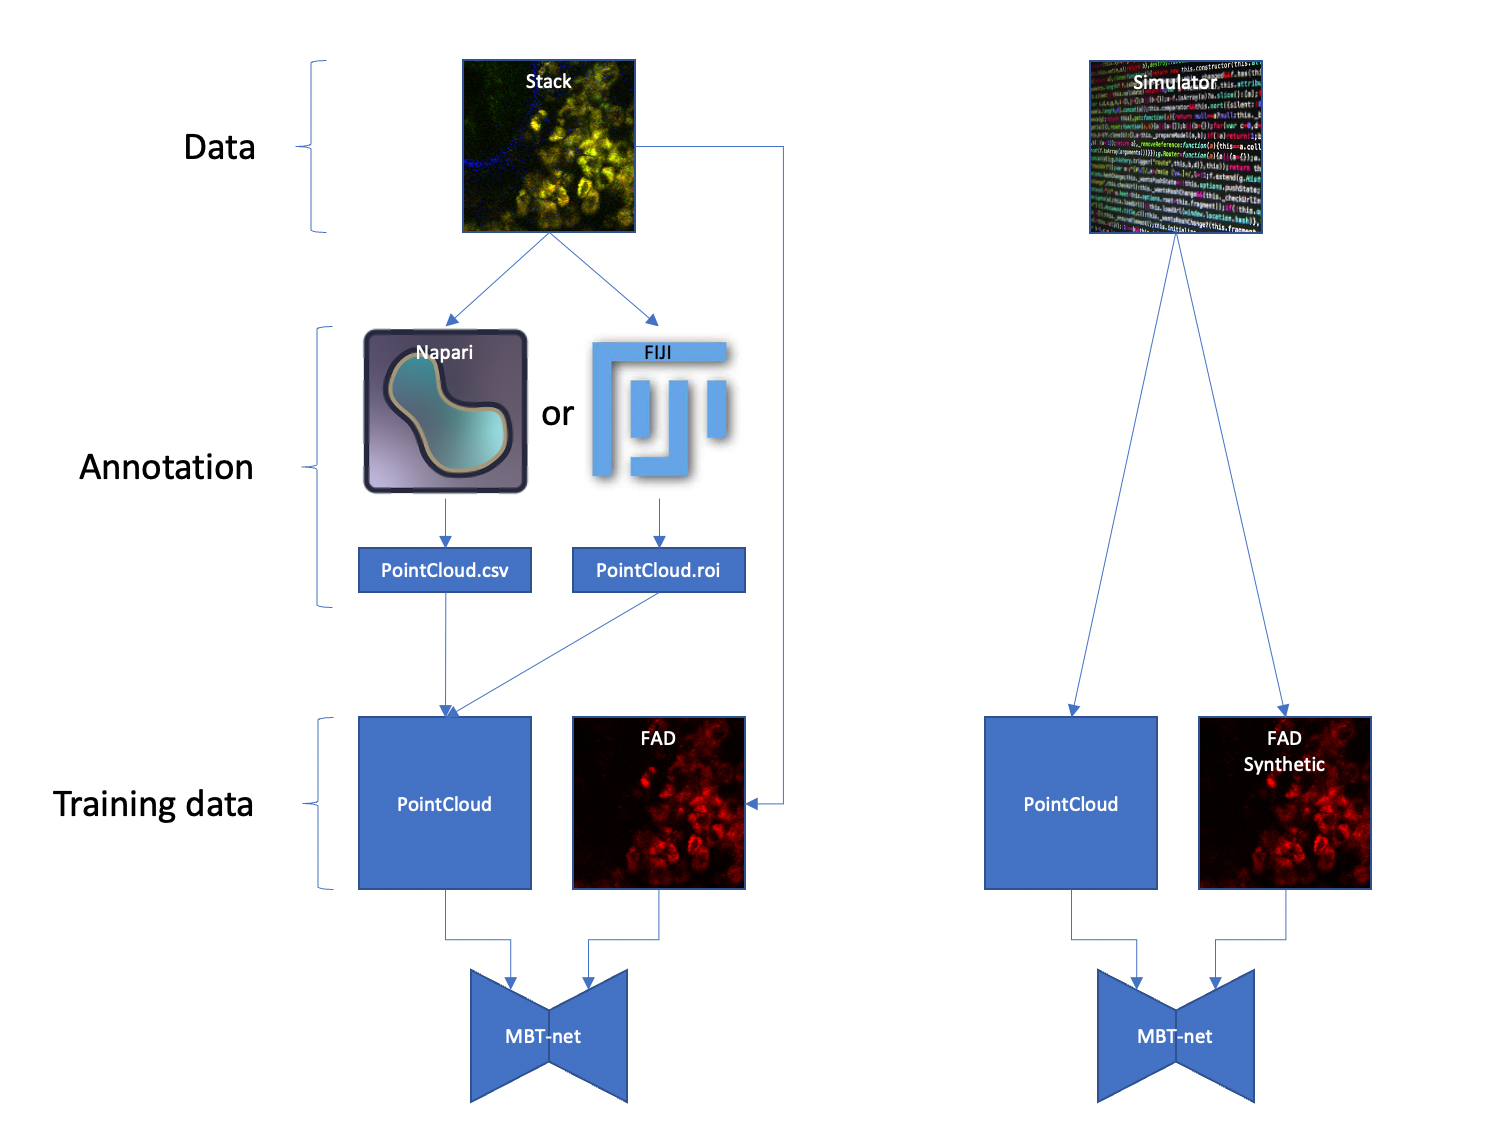 Stack
Simulator
Data
Napari
FIJI
or
Annotation
PointCloud.csv
PointCloud.roi
FAD
FAD
Synthetic
Training data
PointCloud
PointCloud
MBT-net
MBT-net